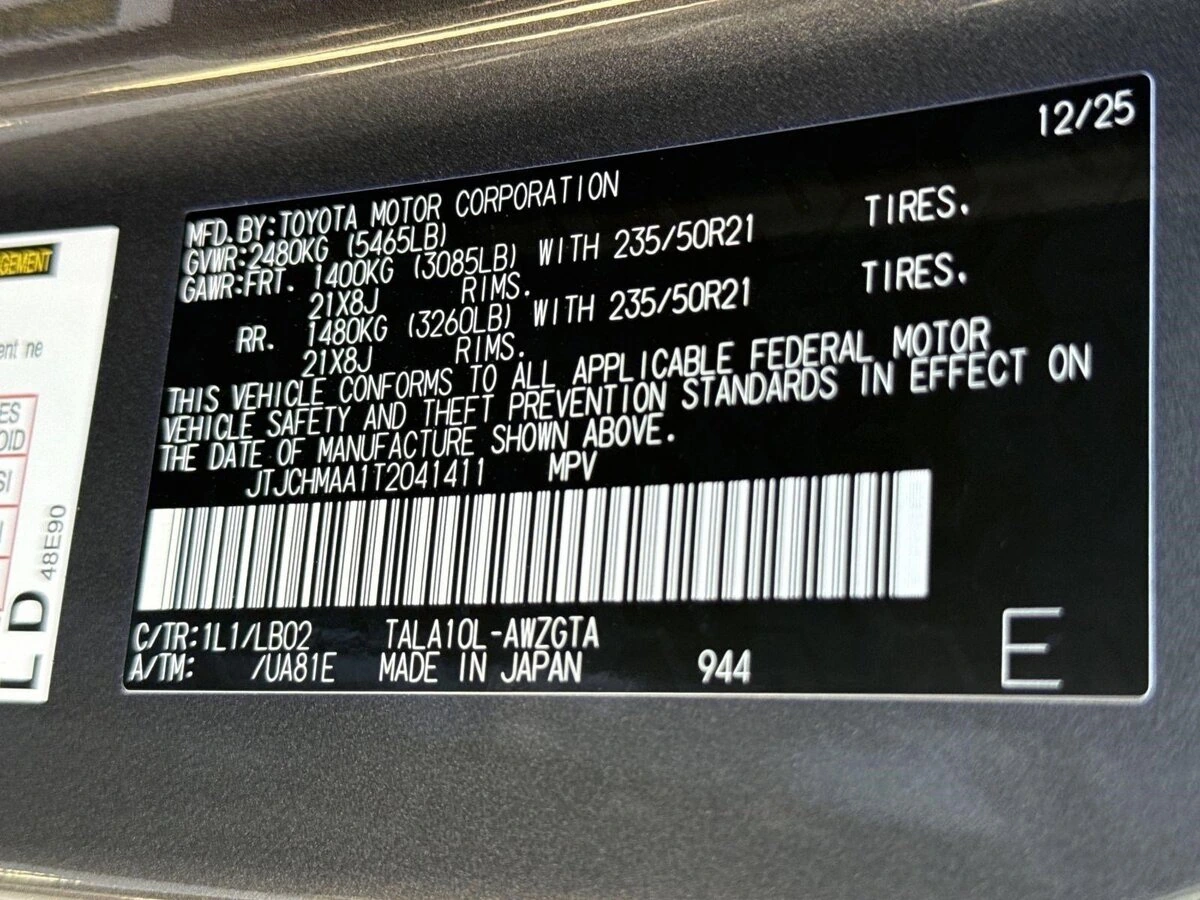 12/25
MFD. BY: TOYOTA MOTOR CORPORATION
GVWR: 2480KG (5465LB)
GAWR: FRT. 1400KG (3085LB) WITH 235/50R21 TIRES.
21X8J RIMS.
RR. 1480KG (3260LB) WITH 235/50R21 TIRES.
21X8J RIMS.
THIS VEHICLE CONFORMS TO ALL APPLICABLE FEDERAL MOTOR
VEHICLE SAFETY AND THEFT PREVENTION STANDARDS IN EFFECT ON
THE DATE OF MANUFACTURE SHOWN ABOVE.
JTJCHMAA1T2041411 MPV
C/TR: 1L1/LB02 TALA10L-AWZGTA
A/TM: /UA81E MADE IN JAPAN 944
E
48E90